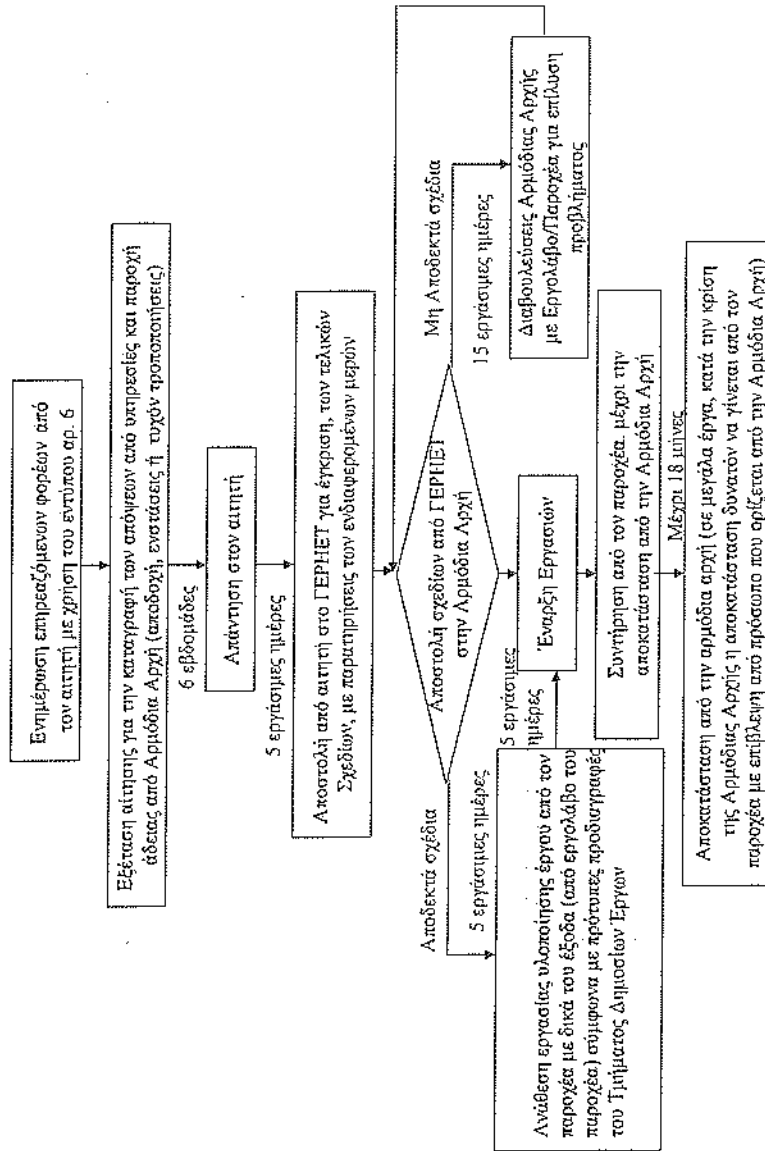 Ενημέρωση επηρεαζόμενων φορέων από
τον αιτητή με χρήση του εντύπου αρ. 6
Εξέταση αίτησης για την καταγραφή των απόψεων από υπηρεσίες και παροχή
άδειας από Αρμόδια Αρχή (αποδοχή, ενστάσεις ή τυχόν τροποποιήσεις)
6 εβδομάδες
Απάντηση στον αιτητή
5 εργάσιμες ημέρες
Αποστολή από αιτητή στο ΓΕΡΗΕΤ για έγκριση, των τελικών
Σχεδίων, με παρατηρήσεις των ενδιαφερομένων μερών
Αποστολή σχεδίων από ΓΕΡΗΕΤ
στην Αρμόδια Αρχή
Αποδεκτά σχέδια
5 εργάσιμες ημέρες
Μη Αποδεκτά σχέδια
15 εργάσιμες ημέρες
Ανάθεση εργασίας υλοποίησης έργου από τον
παροχέα με δικά του έξοδα (από εργολάβο του
παροχέα) σύμφωνα με πρότυπες προδιαγραφές
του Τμήματος Δημοσίων Έργων
5 εργάσιμες
ημέρες
Έναρξη Εργασιών
Διαβουλεύσεις Αρμόδιας Αρχής
με Εργολάβο/Παροχέα για επίλυση
προβλήματος
Συντήρηση από τον παροχέα μέχρι την
αποκατάσταση από την Αρμόδια Αρχή
Μέχρι 18 μήνες
Αποκατάσταση από την αρμόδια αρχή (σε μεγάλα έργα, κατά την κρίση
της Αρμόδιας Αρχής η αποκατάσταση δυνατόν να γίνεται από τον
παροχέα με επίβλεψη από πρόσωπο που ορίζεται από την Αρμόδια Αρχή)